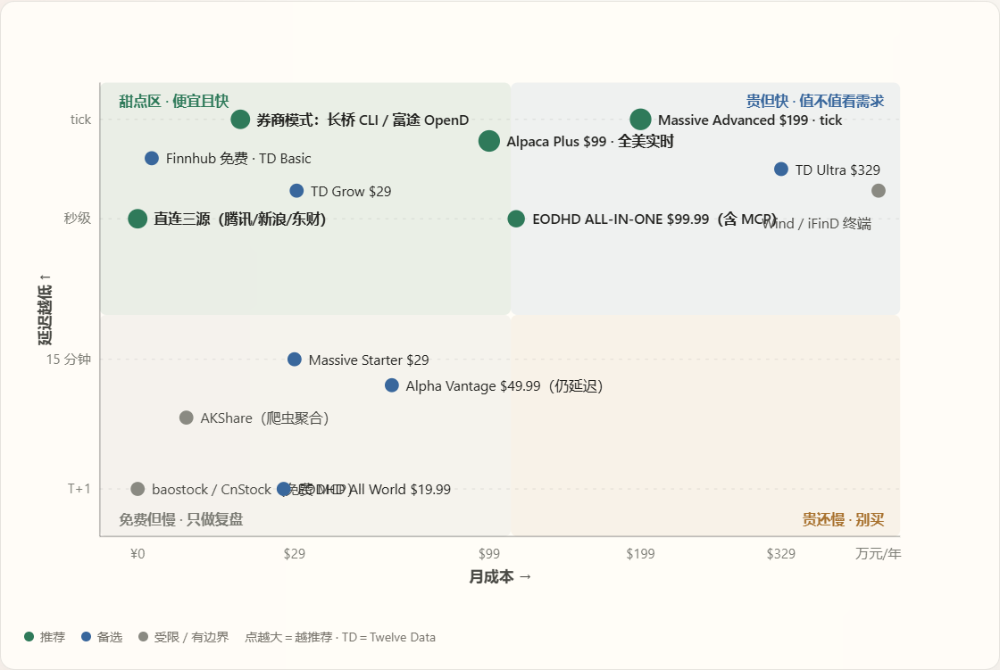 甜点区 · 便宜且快
贵但快 · 值不值看需求
tick
券商模式：长桥 CLI / 富途 OpenD
Massive Advanced $199 · tick
Alpaca Plus $99 · 全美实时
Finnhub 免费 · TD Basic
TD Ultra $329
TD Grow $29
秒级
直连三源（腾讯/新浪/东财）
EODHD ALL-IN-ONE $99.99（含 MCP）
Wind / iFinD 终端
延迟越低 →
15 分钟
Massive Starter $29
Alpha Vantage $49.99（仍延迟）
AKShare（爬虫聚合）
T+1
baostock / CnStock（免费 MCP）
EODHD All World $19.99
免费但慢 · 只做复盘
贵还慢 · 别买
¥0
$29
$99
$199
$329
万元/年
月成本 →
推荐
备选
受限 / 有边界
点越大＝越推荐 · TD＝Twelve Data